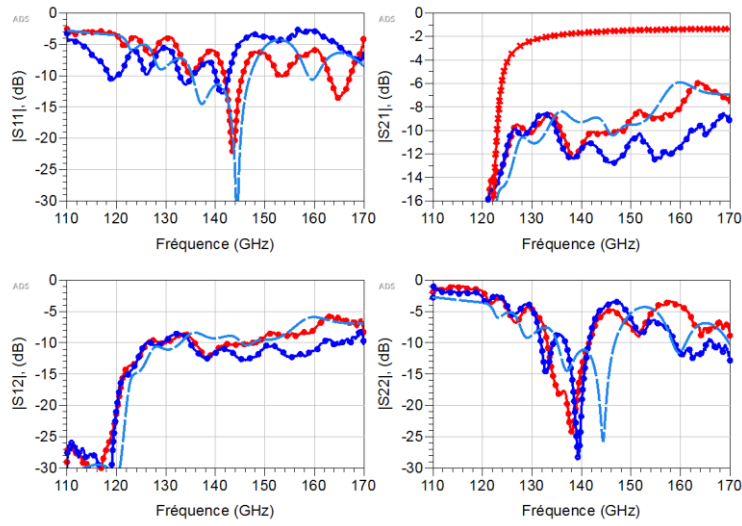 ADS
|S11|, (dB)
0
-5
-10
-15
-20
-25
-30
110 120 130 140 150 160 170
Fréquence (GHz)
ADS
|S21|, (dB)
0
-2
-4
-6
-8
-10
-12
-14
-16
110 120 130 140 150 160 170
Fréquence (GHz)
ADS
|S12|, (dB)
0
-5
-10
-15
-20
-25
-30
110 120 130 140 150 160 170
Fréquence (GHz)
ADS
|S22|, (dB)
0
-5
-10
-15
-20
-25
-30
110 120 130 140 150 160 170
Fréquence (GHz)